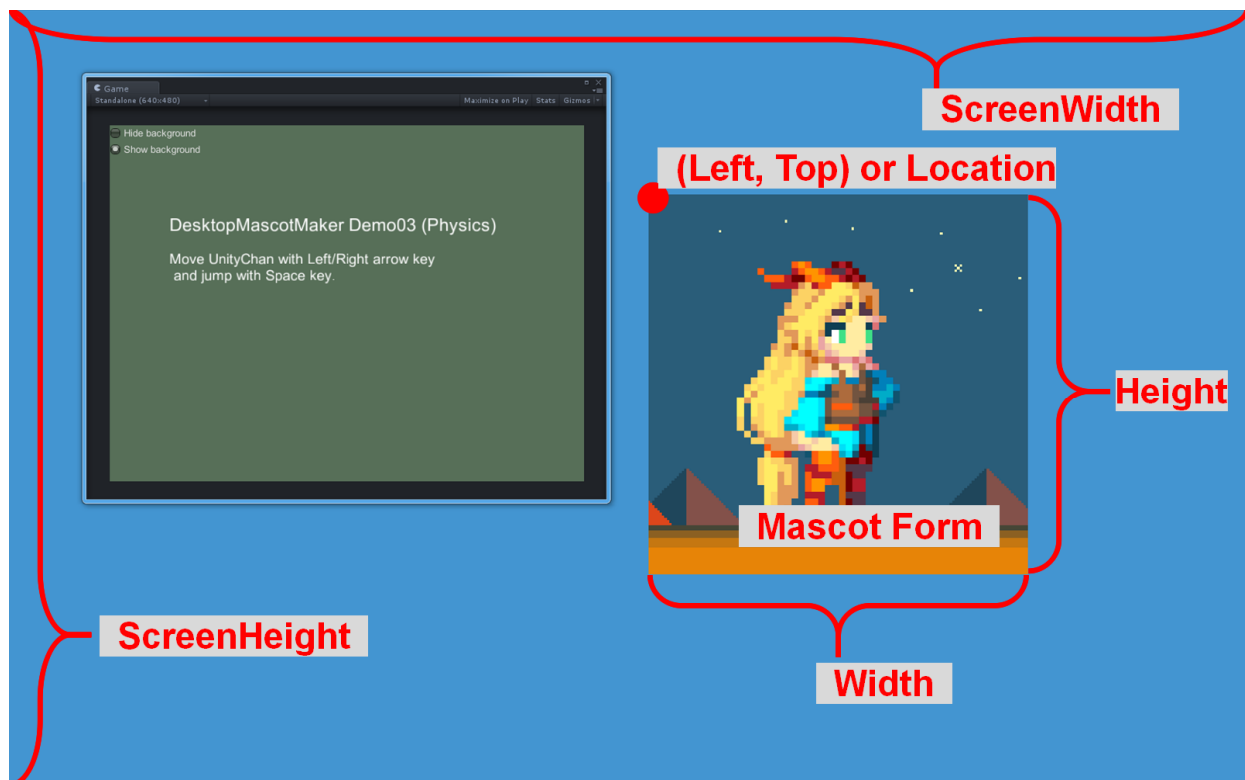 Game
Standalone (640x480)
Maximize on Play Stats Gizmos
Hide background
Show background
DesktopMascotMaker Demo03 (Physics)
Move UnityChan with Left/Right arrow key
and jump with Space key.
ScreenWidth
(Left, Top) or Location
Height
Mascot Form
ScreenHeight
Width